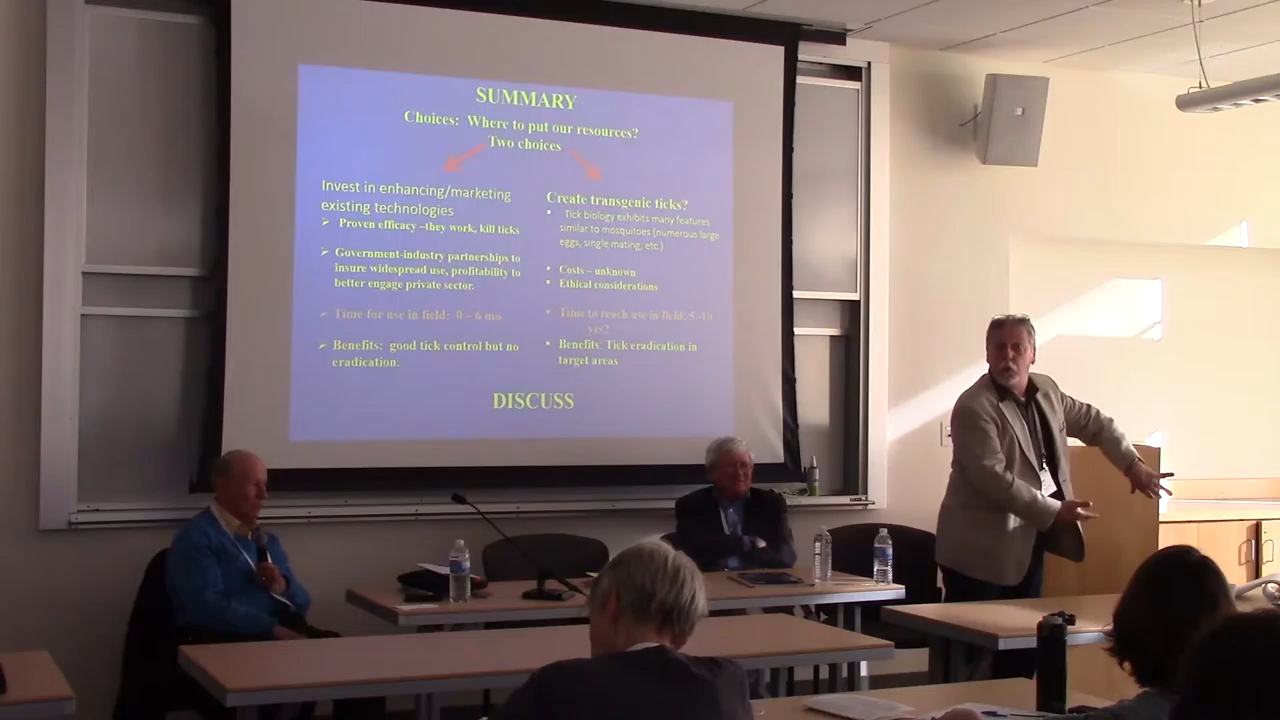 SUMMARY
Choices: Where to put our resources?
Two choices
Invest in enhancing/marketing
existing technologies
➢ Proven efficacy –they work, kill ticks
➢ Government-industry partnerships to
insure widespread use, profitability to
better engage private sector.
➢ Time for use in field: 0 – 6 mo.
➢ Benefits: good tick control but no
eradication.
Create transgenic ticks?
▪ Tick biology exhibits many features
similar to mosquitoes (numerous large
eggs, single mating, etc.)
▪ Costs – unknown
▪ Ethical considerations
▪ Time to reach use in field: 5 -10
yrs?
▪ Benefits: Tick eradication in
target areas
DISCUSS